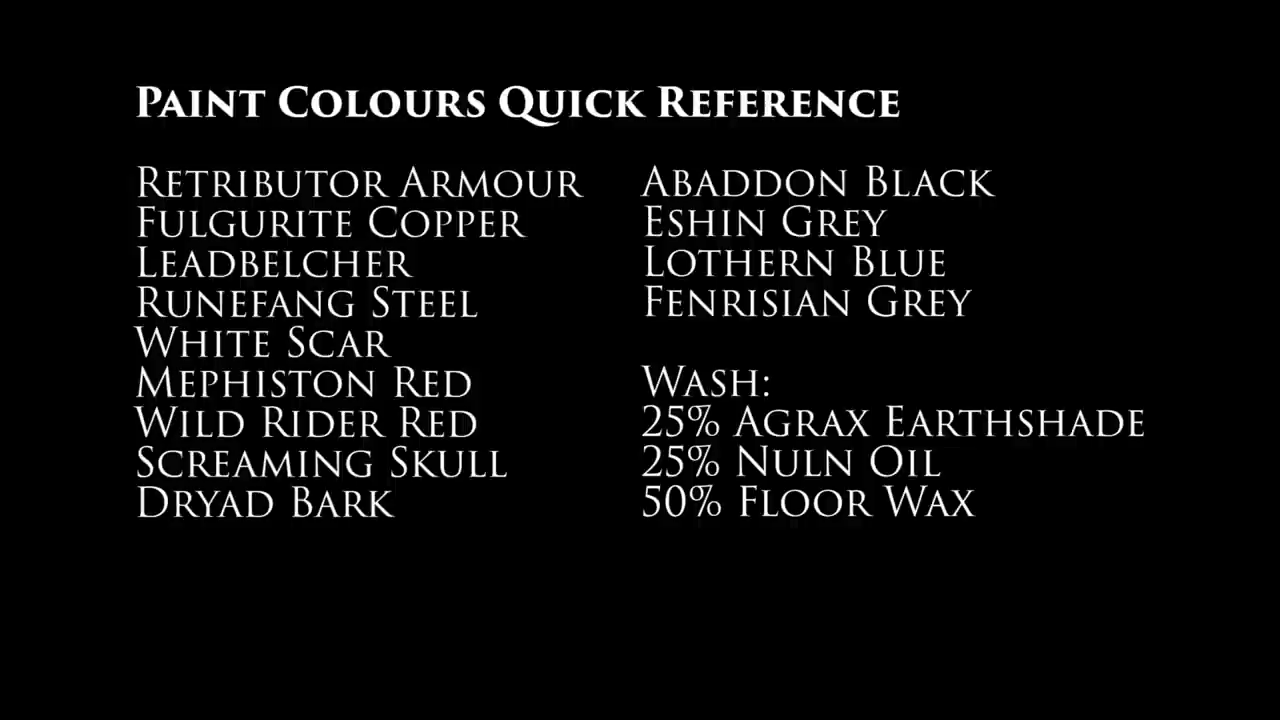 Paint Colours Quick Reference
Retributor Armour
Fulgurite Copper
Leadbelcher
Runefang Steel
White Scar
Mephiston Red
Wild Rider Red
Screaming Skull
Dryad Bark
Abaddon Black
Eshin Grey
Lothern Blue
Fenrisian Grey
Wash:
25% Agrax Earthshade
25% Nuln Oil
50% Floor Wax